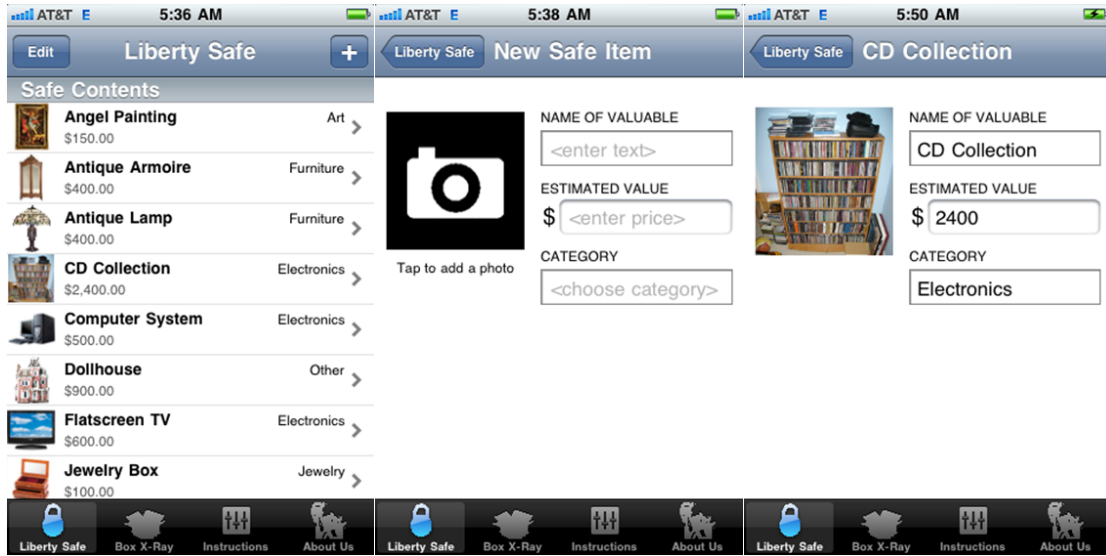 AT&T E 5:36 AM
Edit Liberty Safe +
Safe Contents
Angel Painting Art
$150.00
Antique Armoire Furniture
$400.00
Antique Lamp Furniture
$400.00
CD Collection Electronics
$2,400.00
Computer System Electronics
$500.00
Dollhouse Other
$900.00
Flatscreen TV Electronics
$600.00
Jewelry Box Jewelry
$100.00
Liberty Safe Box X-Ray Instructions About Us
AT&T E 5:38 AM
Liberty Safe New Safe Item
NAME OF VALUABLE
<enter text>
ESTIMATED VALUE
$ <enter price>
Tap to add a photo
CATEGORY
<choose category>
Liberty Safe Box X-Ray Instructions About Us
AT&T E 5:50 AM
Liberty Safe CD Collection
NAME OF VALUABLE
CD Collection
ESTIMATED VALUE
$ 2400
CATEGORY
Electronics
Liberty Safe Box X-Ray Instructions About Us